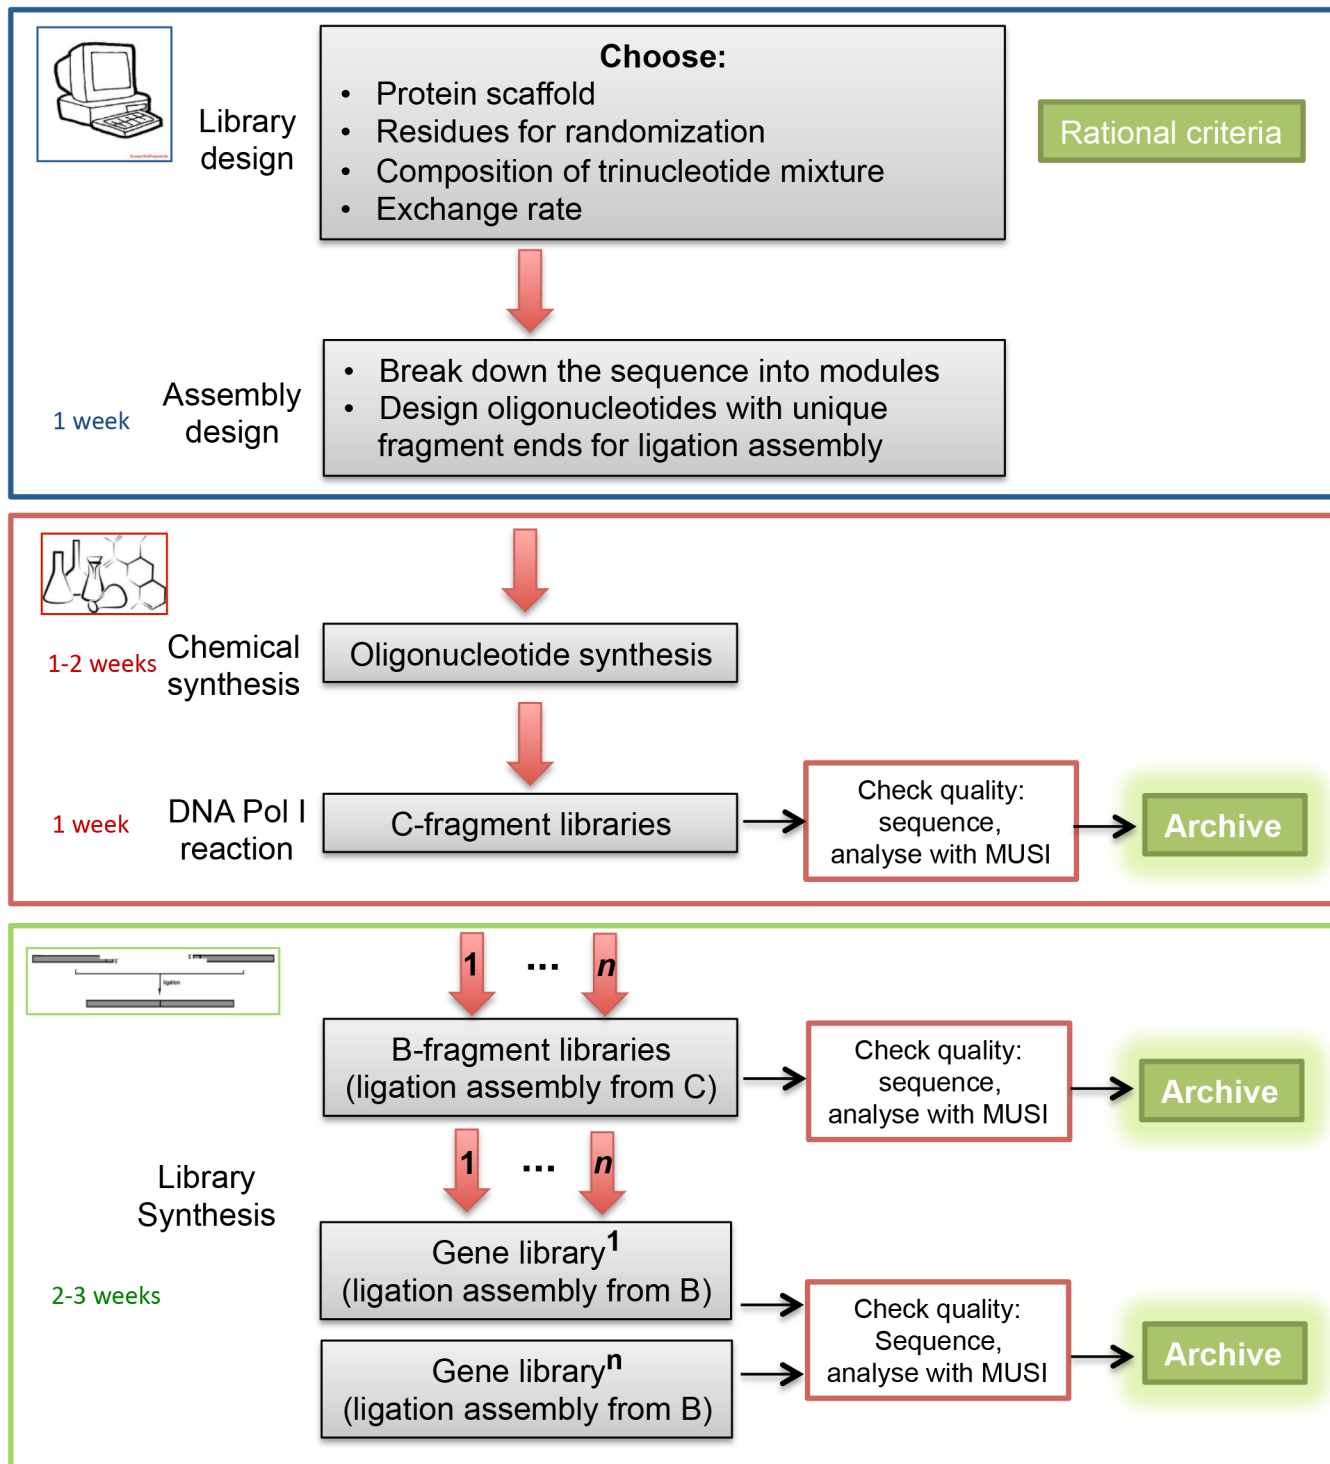 Choose:
• Protein scaffold
• Residues for randomization
• Composition of trinucleotide mixture
• Exchange rate
Library
design
Rational criteria
• Break down the sequence into modules
• Design oligonucleotides with unique
fragment ends for ligation assembly
Assembly
design
1 week
Chemical
synthesis
1-2 weeks
Oligonucleotide synthesis
DNA Pol I
reaction
1 week
C-fragment libraries
Check quality:
sequence,
analyse with MUSI
Archive
ligation
1 ... n
B-fragment libraries
(ligation assembly from C)
Check quality:
sequence,
analyse with MUSI
Archive
1 ... n
Library
Synthesis
2-3 weeks
Gene library1
(ligation assembly from B)
Gene libraryn
(ligation assembly from B)
Check quality:
Sequence,
analyse with MUSI
Archive